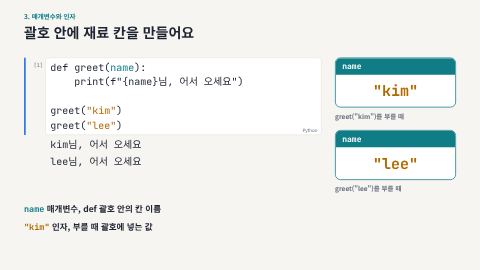 3. 매개변수와 인자
괄호 안에 재료 칸을 만들어요
[1]
def greet(name):
    print(f"{name}님, 어서 오세요")
greet("kim")
greet("lee")
Python
kim님, 어서 오세요
lee님, 어서 오세요
name
"kim"
greet("kim")를 부를 때
name
"lee"
greet("lee")를 부를 때
name 매개변수, def 괄호 안의 칸 이름
"kim" 인자, 부를 때 괄호에 넣는 값